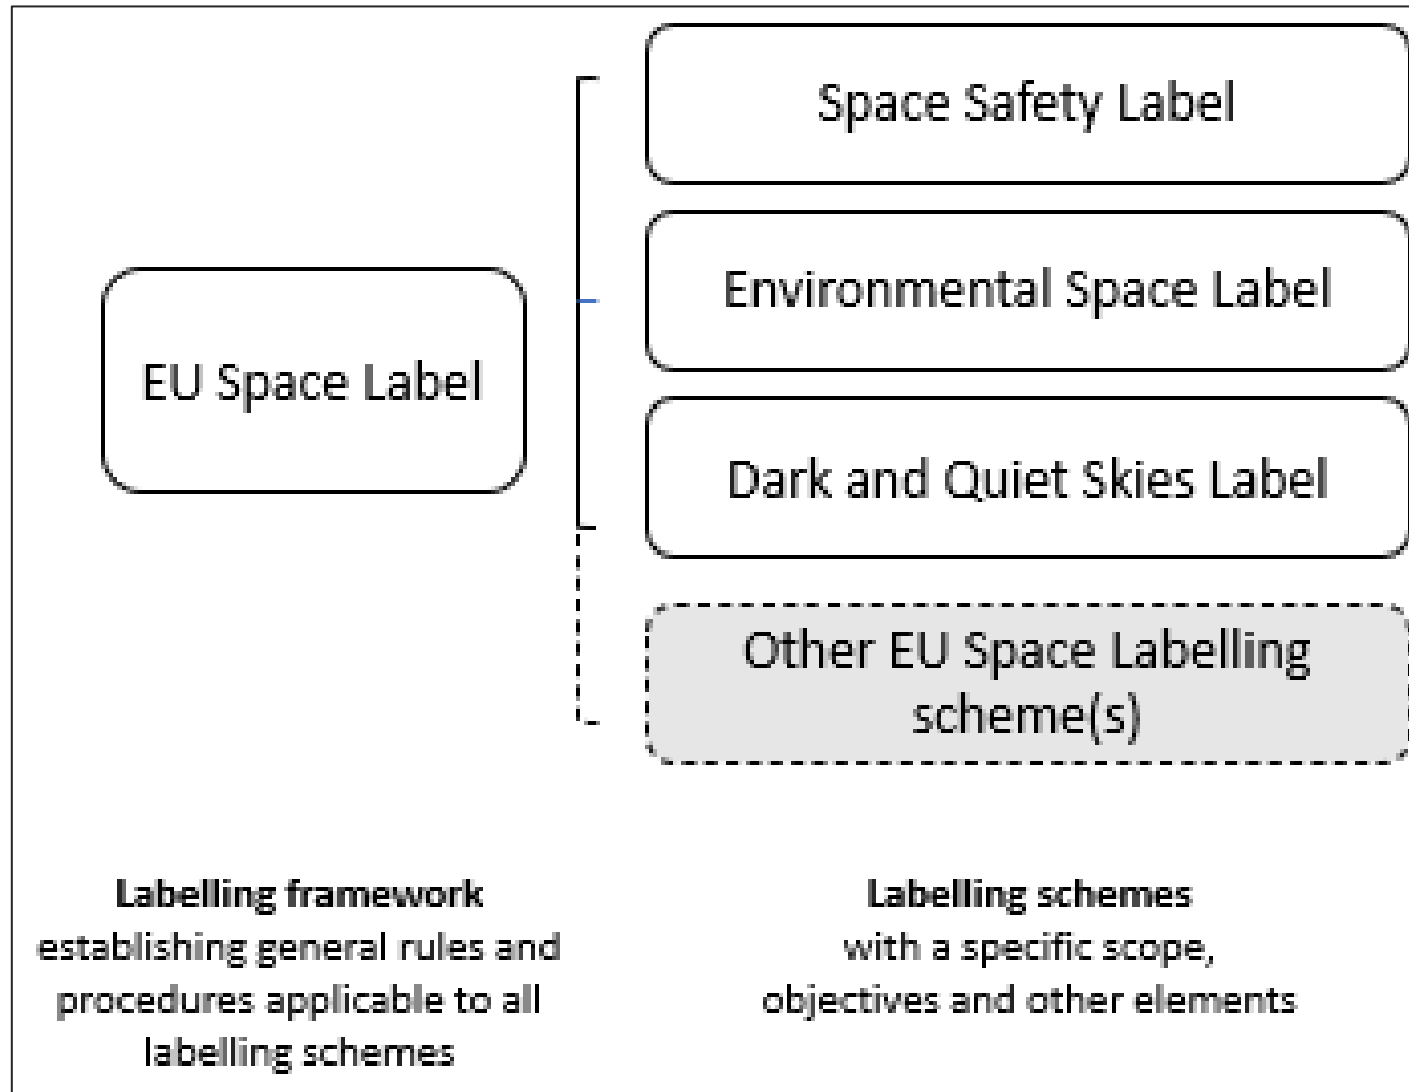 Space Safety Label
Environmental Space Label
EU Space Label
Dark and Quiet Skies Label
Other EU Space Labelling
scheme(s)
Labelling framework
establishing general rules and
procedures applicable to all
labelling schemes
Labelling schemes
with a specific scope,
objectives and other elements